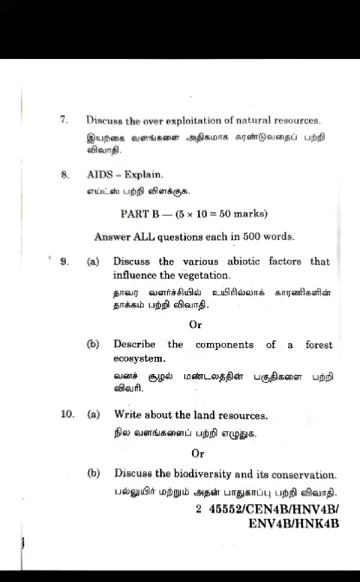 7. Discuss the over exploitation of natural resources.
இயற்கை வளங்களை அதிகமாக சுரண்டுவதைப் பற்றி
விவாதி.
8. AIDS – Explain.
எய்ட்ஸ் பற்றி விளக்குக.
PART B — (5 × 10 = 50 marks)
Answer ALL questions each in 500 words.
9. (a) Discuss the various abiotic factors that
influence the vegetation.
தாவர வளர்ச்சியில் உயிரில்லாக் காரணிகளின்
தாக்கம் பற்றி விவாதி.
Or
(b) Describe the components of a forest
ecosystem.
வனச் சூழல் மண்டலத்தின் பகுதிகளை பற்றி
விவரி.
10. (a) Write about the land resources.
நில வளங்களைப் பற்றி எழுதுக.
Or
(b) Discuss the biodiversity and its conservation.
பல்லுயிர் மற்றும் அதன் பாதுகாப்பு பற்றி விவாதி.
2 45552/CEN4B/HNV4B/
ENV4B/HNK4B